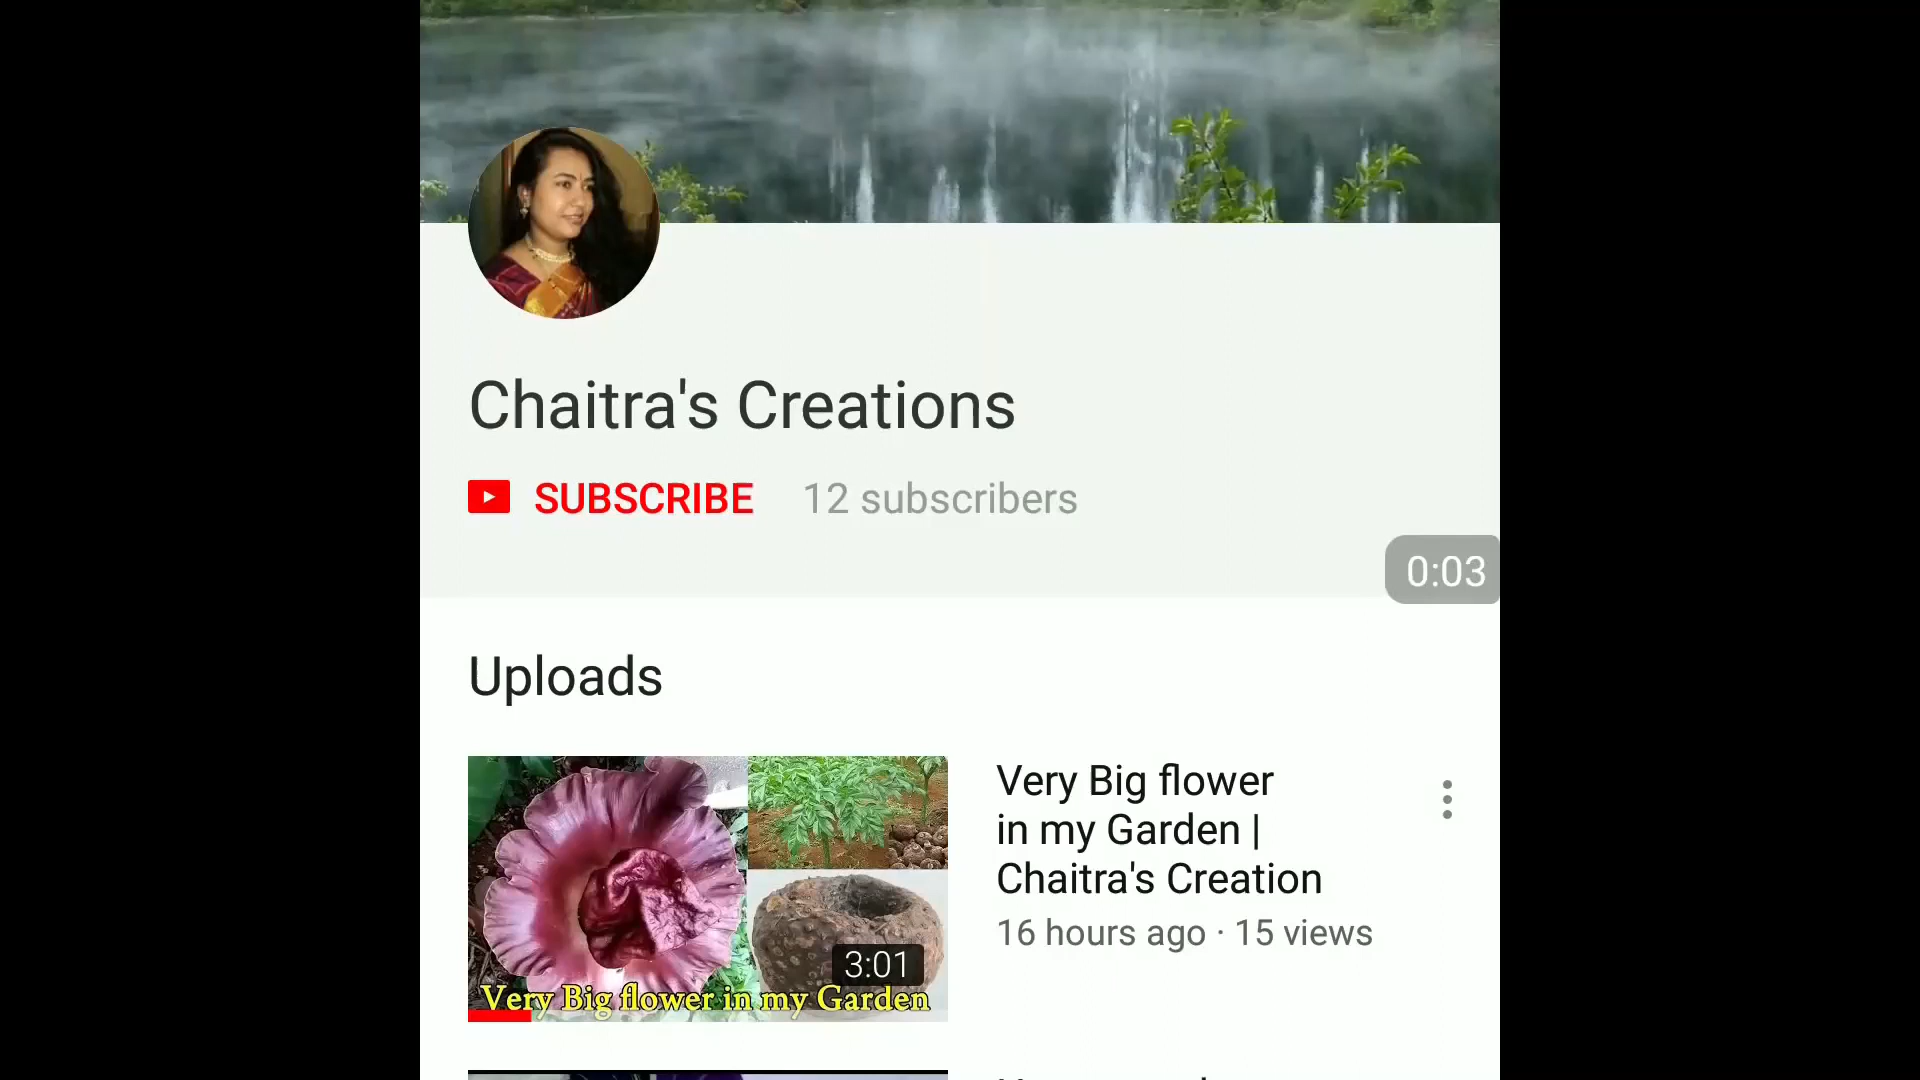 Chaitra's Creations
SUBSCRIBE 12 subscribers
0:03
Uploads
Very Big flower
in my Garden |
Chaitra's Creation
16 hours ago · 15 views
3:01
Very Big flower in my Garden